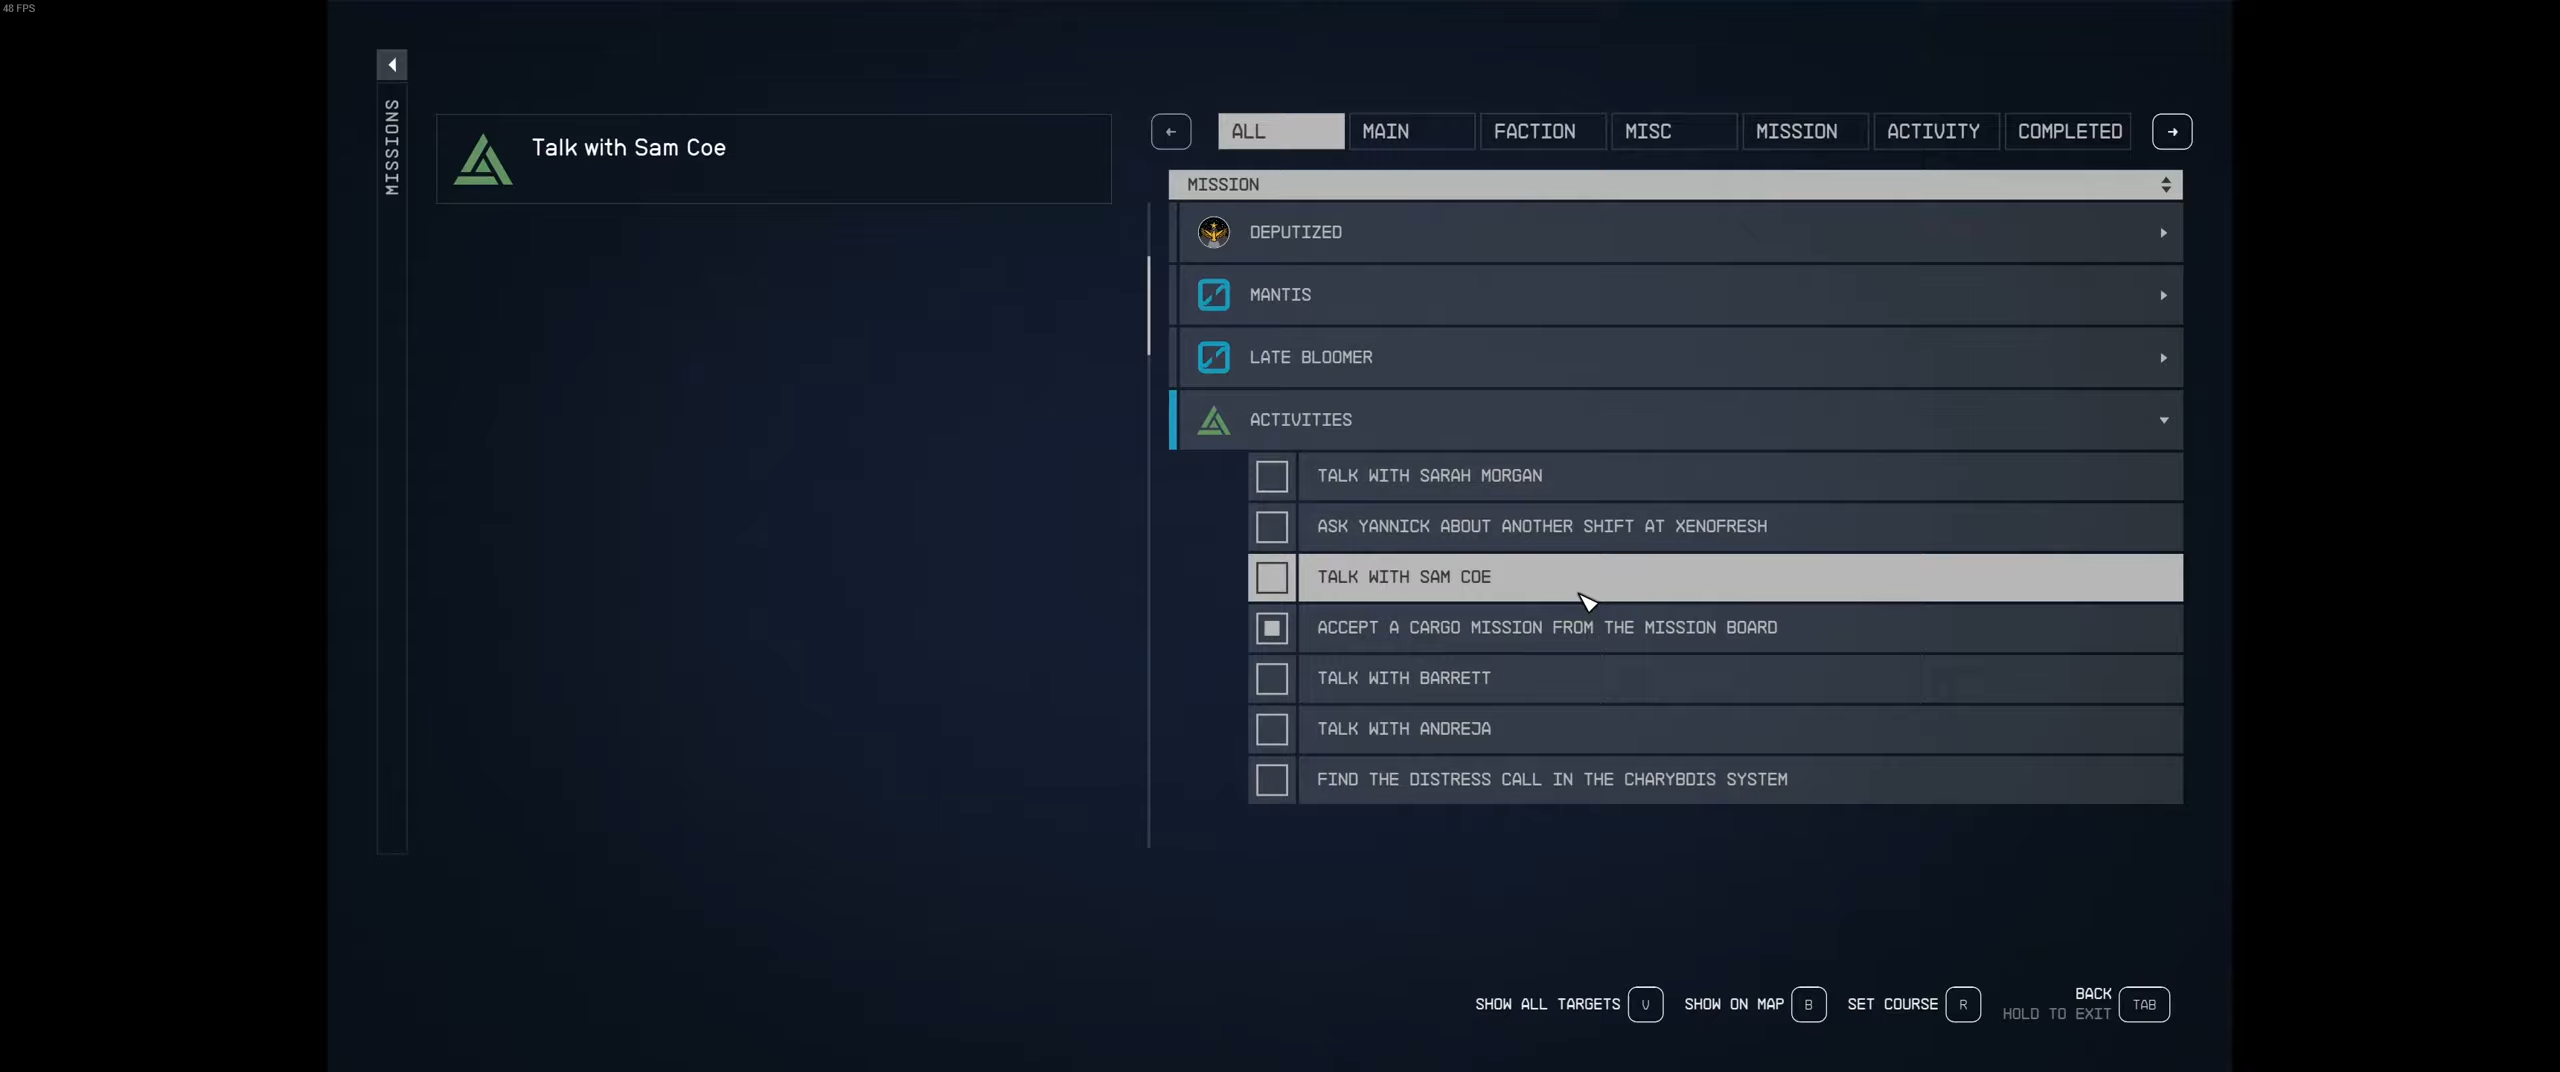 48 FPS
MISSIONS
Talk with Sam Coe
ALL MAIN FACTION MISC MISSION ACTIVITY COMPLETED
MISSION
DEPUTIZED
MANTIS
LATE BLOOMER
ACTIVITIES
TALK WITH SARAH MORGAN
ASK YANNICK ABOUT ANOTHER SHIFT AT XENOFRESH
TALK WITH SAM COE
ACCEPT A CARGO MISSION FROM THE MISSION BOARD
TALK WITH BARRETT
TALK WITH ANDREJA
FIND THE DISTRESS CALL IN THE CHARYBDIS SYSTEM
SHOW ALL TARGETS V SHOW ON MAP B SET COURSE R BACK TAB
HOLD TO EXIT